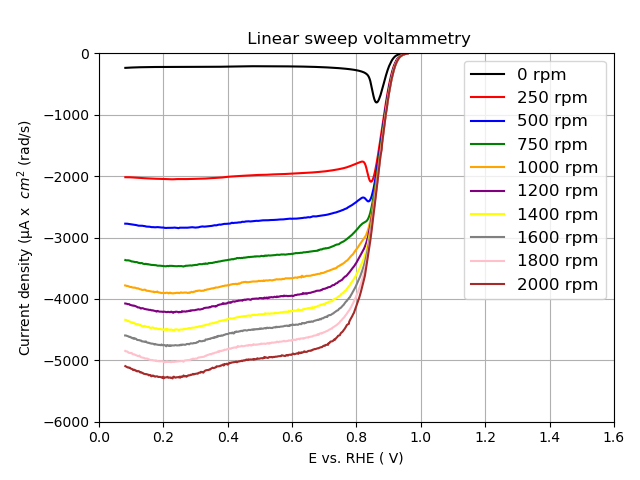 Linear sweep voltammetry
0
−1000
−2000
−3000
−4000
−5000
−6000
Current density (μA x cm² (rad/s)
0 rpm
250 rpm
500 rpm
750 rpm
1000 rpm
1200 rpm
1400 rpm
1600 rpm
1800 rpm
2000 rpm
0.0 0.2 0.4 0.6 0.8 1.0 1.2 1.4 1.6
E vs. RHE ( V)